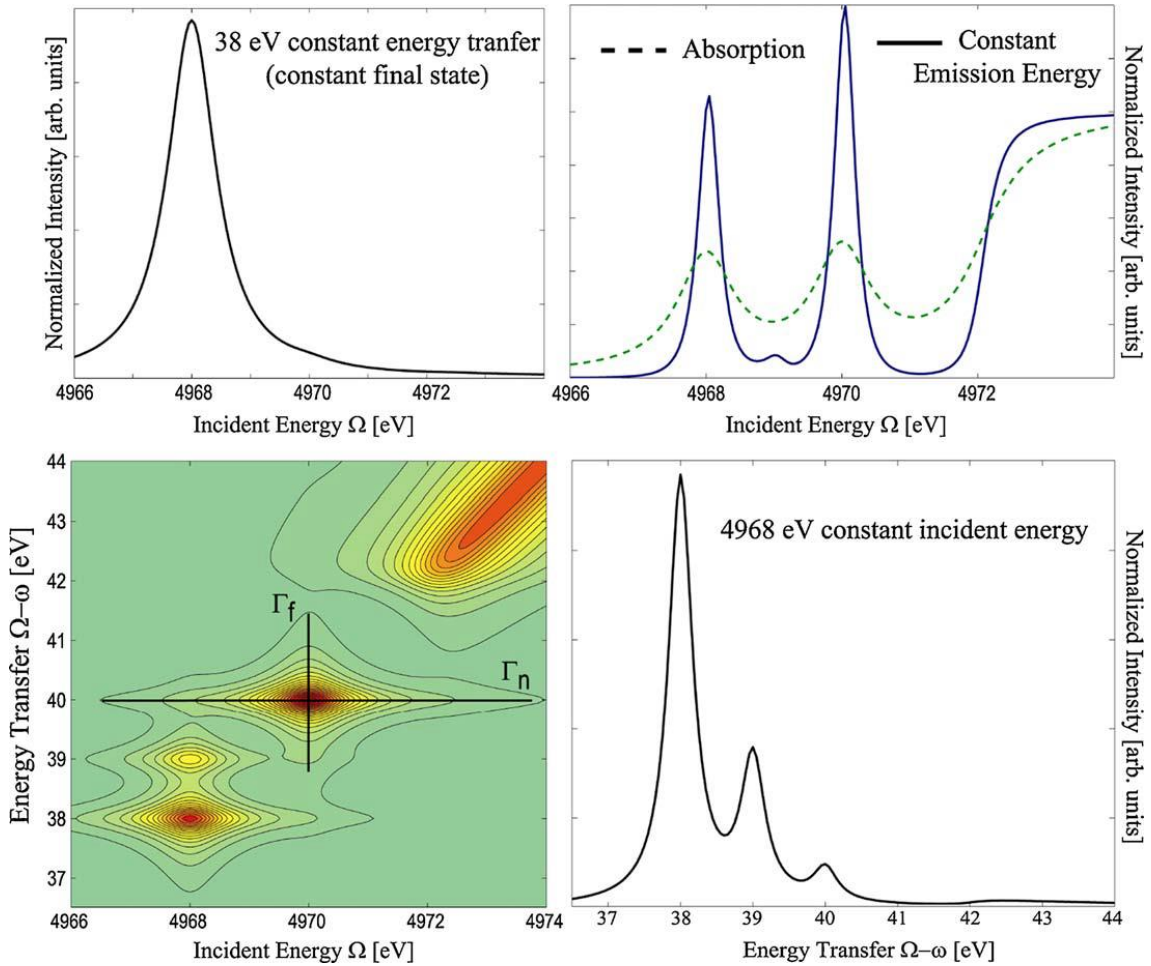 38 eV constant energy tranfer
(constant final state)
Normalized Intensity [arb. units]
4966 4968 4970 4972
Incident Energy Ω [eV]
Absorption
Constant
Emission Energy
Normalized Intensity [arb. units]
4966 4968 4970 4972
Incident Energy Ω [eV]
44
43
42
41
40
39
38
37
Energy Transfer Ω−ω [eV]
Γf
Γn
4966 4968 4970 4972 4974
Incident Energy Ω [eV]
4968 eV constant incident energy
Normalized Intensity [arb. units]
37 38 39 40 41 42 43 44
Energy Transfer Ω−ω [eV]